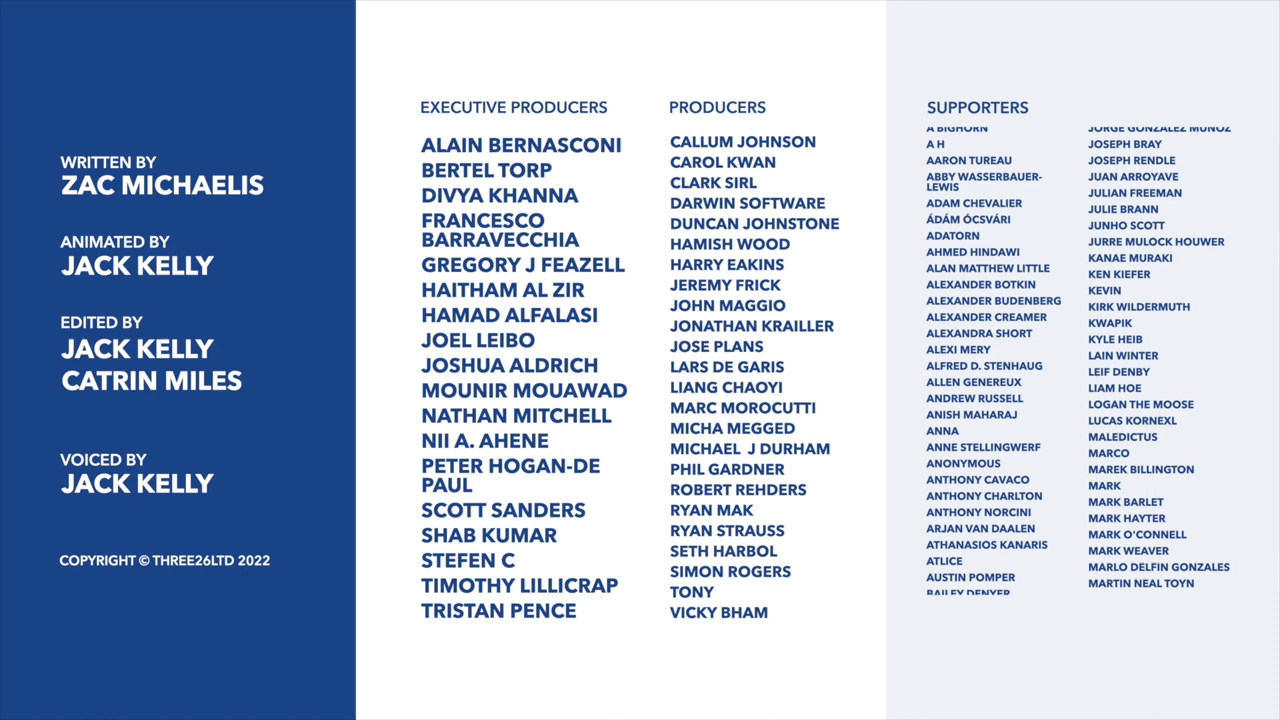 WRITTEN BY
ZAC MICHAELIS
ANIMATED BY
JACK KELLY
EDITED BY
JACK KELLY
CATRIN MILES
VOICED BY
JACK KELLY
COPYRIGHT © THREE26LTD 2022
EXECUTIVE PRODUCERS
ALAIN BERNASCONI
BERTEL TORP
DIVYA KHANNA
FRANCESCO
BARRAVECCHIA
GREGORY J FEAZELL
HAITHAM AL ZIR
HAMAD ALFALASI
JOEL LEIBO
JOSHUA ALDRICH
MOUNIR MOUAWAD
NATHAN MITCHELL
NII A. AHENE
PETER HOGAN-DE
PAUL
SCOTT SANDERS
SHAB KUMAR
STEFEN C
TIMOTHY LILLICRAP
TRISTAN PENCE
PRODUCERS
CALLUM JOHNSON
CAROL KWAN
CLARK SIRL
DARWIN SOFTWARE
DUNCAN JOHNSTONE
HAMISH WOOD
HARRY EAKINS
JEREMY FRICK
JOHN MAGGIO
JONATHAN KRAILLER
JOSE PLANS
LARS DE GARIS
LIANG CHAOYI
MARC MOROCUTTI
MICHA MEGGED
MICHAEL J DURHAM
PHIL GARDNER
ROBERT REHDERS
RYAN MAK
RYAN STRAUSS
SETH HARBOL
SIMON ROGERS
TONY
VICKY BHAM
SUPPORTERS
A BIGHORN
A H
AARON TUREAU
ABBY WASSERBAUER-
LEWIS
ADAM CHEVALIER
ÁDÁM ÓCSVÁRI
ADATORN
AHMED HINDAWI
ALAN MATTHEW LITTLE
ALEXANDER BOTKIN
ALEXANDER BUDENBERG
ALEXANDER CREAMER
ALEXANDRA SHORT
ALEXI MERY
ALFRED D. STENHAUG
ALLEN GENEREUX
ANDREW RUSSELL
ANISH MAHARAJ
ANNA
ANNE STELLINGWERF
ANONYMOUS
ANTHONY CAVACO
ANTHONY CHARLTON
ANTHONY NORCINI
ARJAN VAN DAALEN
ATHANASIOS KANARIS
ATLICE
AUSTIN POMPER
BAILEY DENYER
JORGE GONZALEZ MUNOZ
JOSEPH BRAY
JOSEPH RENDLE
JUAN ARROYAVE
JULIAN FREEMAN
JULIE BRANN
JUNHO SCOTT
JURRE MULOCK HOUWER
KANAE MURAKI
KEN KIEFER
KEVIN
KIRK WILDERMUTH
KWAPIK
KYLE HEIB
LAIN WINTER
LEIF DENBY
LIAM HOE
LOGAN THE MOOSE
LUCAS KORNEXL
MALEDICTUS
MARCO
MAREK BILLINGTON
MARK
MARK BARLET
MARK HAYTER
MARK O'CONNELL
MARK WEAVER
MARLO DELFIN GONZALES
MARTIN NEAL TOYN